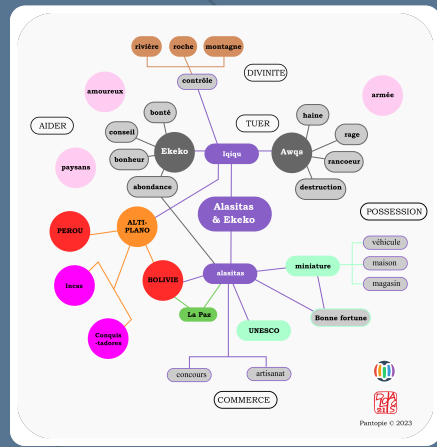 rivière
roche
montagne
contrôle
DIVINITE
amoureux
armée
bonté
haine
AIDER
conseil
TUER
rage
Ekeko
Iqiqu
Awqa
bonheur
rancoeur
paysans
abondance
destruction
Alasitas
& Ekeko
POSSESSION
PEROU
ALTI-
PLANO
véhicule
BOLIVIE
alasitas
miniature
maison
Incas
magasin
La Paz
Bonne fortune
Conquis
-tadores
UNESCO
concours
artisanat
COMMERCE
Pantopie © 2023